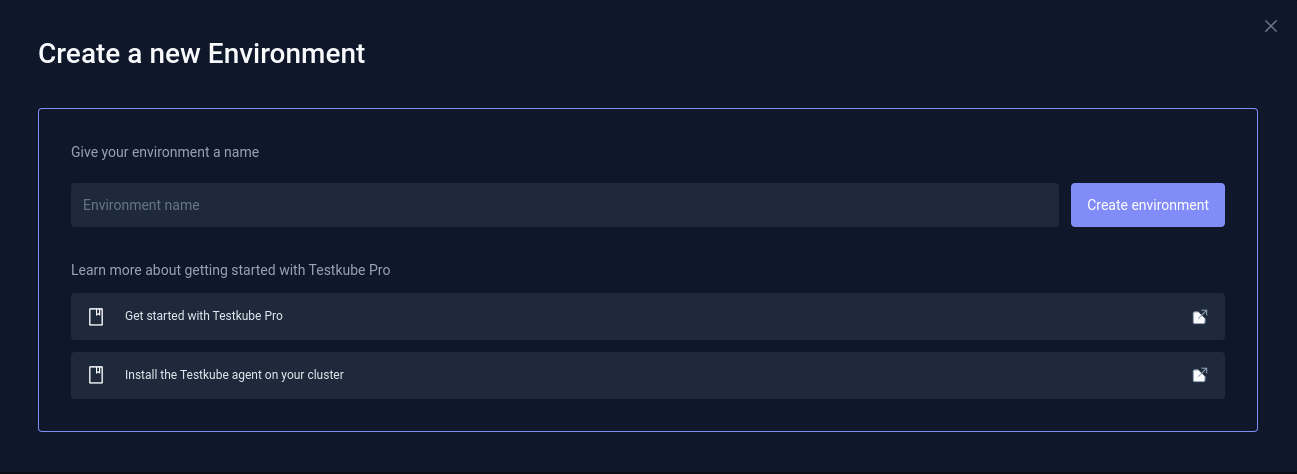 Create a new Environment
Give your environment a name
Environment name
Create environment
Learn more about getting started with Testkube Pro
Get started with Testkube Pro
Install the Testkube agent on your cluster